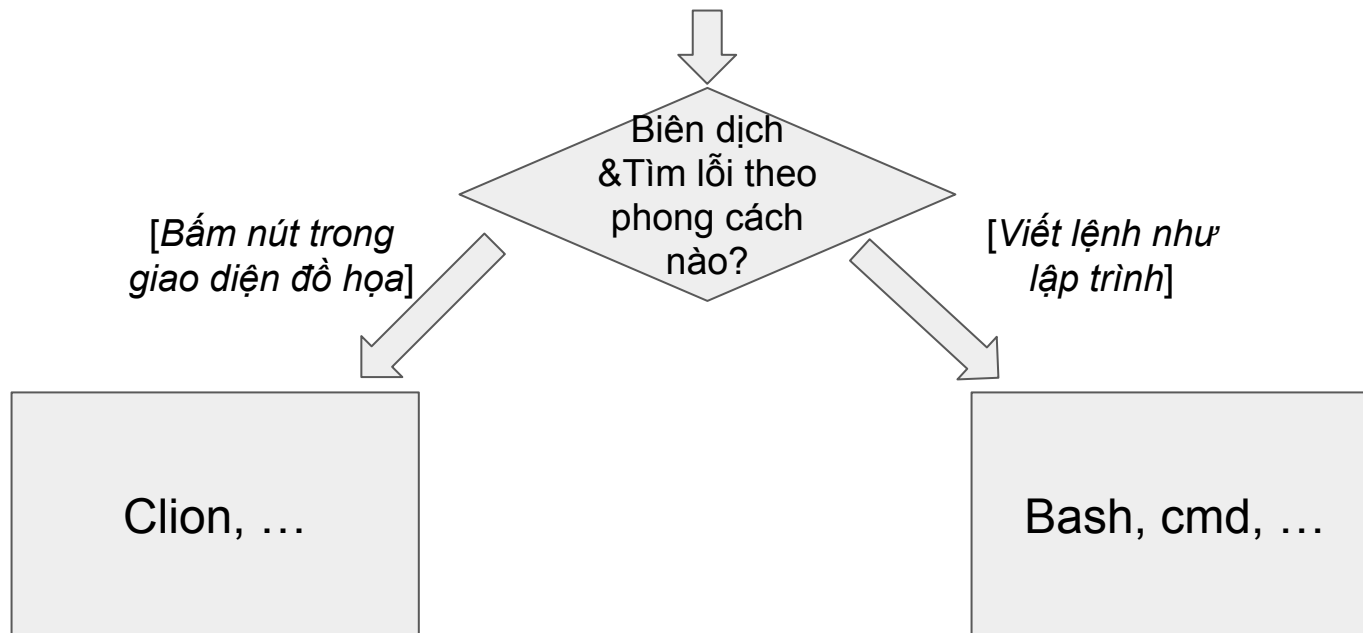 Biên dịch
&Tìm lỗi theo
phong cách
nào?
[Bấm nút trong
giao diện đồ họa]
[Viết lệnh như
lập trình]
Clion, …
Bash, cmd, …